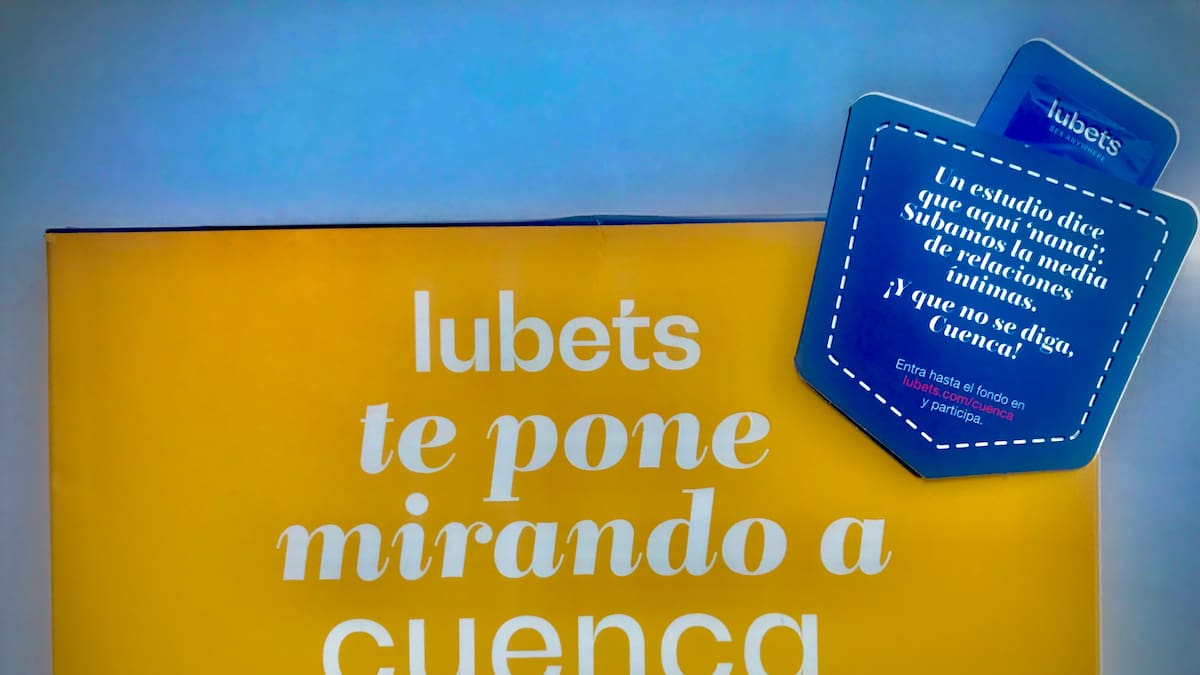 lubets
te pone
mirando a
cuenca
lubets
SEX ANYWHERE
Un estudio dice
que aquí ‘nanai’.
Subamos la media
de relaciones
íntimas.
¡Y que no se diga,
Cuenca!
Entra hasta el fondo en
lubets.com/cuenca
y participa.